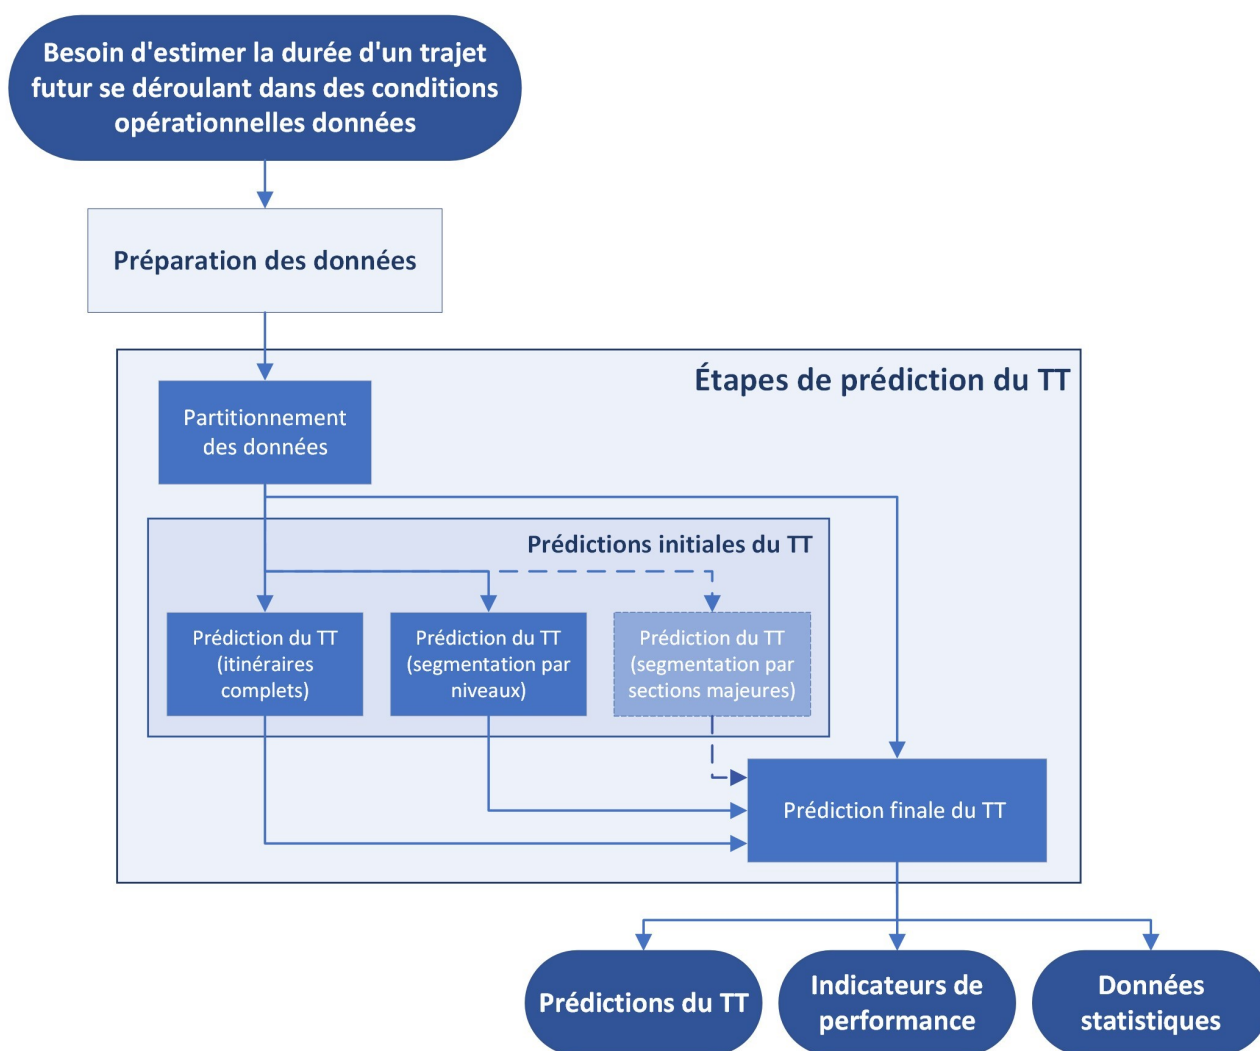 Besoin d'estimer la durée d'un trajet
futur se déroulant dans des conditions
opérationnelles données
Préparation des données
Étapes de prédiction du TT
Partitionnement
des données
Prédictions initiales du TT
Prédiction du TT
(itinéraires
complets)
Prédiction du TT
(segmentation par
niveaux)
Prédiction du TT
(segmentation par
sections majeures)
Prédiction finale du TT
Prédictions du TT
Indicateurs de
performance
Données
statistiques